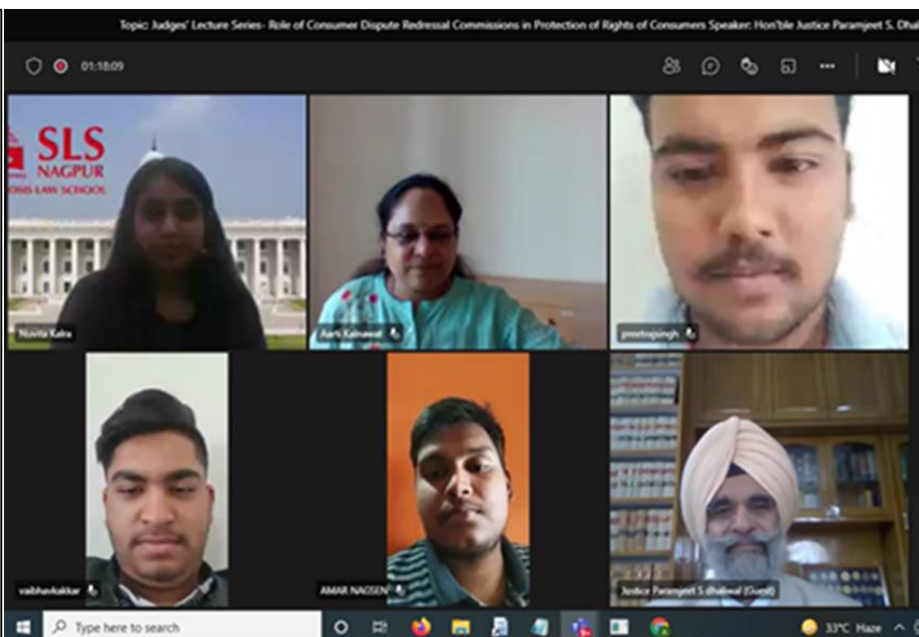 Topic: Judges' Lecture Series- Role of Consumer Dispute Redressal Commissions in Protection of Rights of Consumers Speaker: Hon'ble Justice Paramjeet S. Dha
01:18:09
SLS
NAGPUR
OSIS LAW SCHOOL
Nuvita Kalra
Aarti Kalnawat
preetrajsingh
vaibhavkakkar
AMAR NAGSEN
Justice Paramjeet S dhaliwal (Guest)
Type here to search
33°C Haze